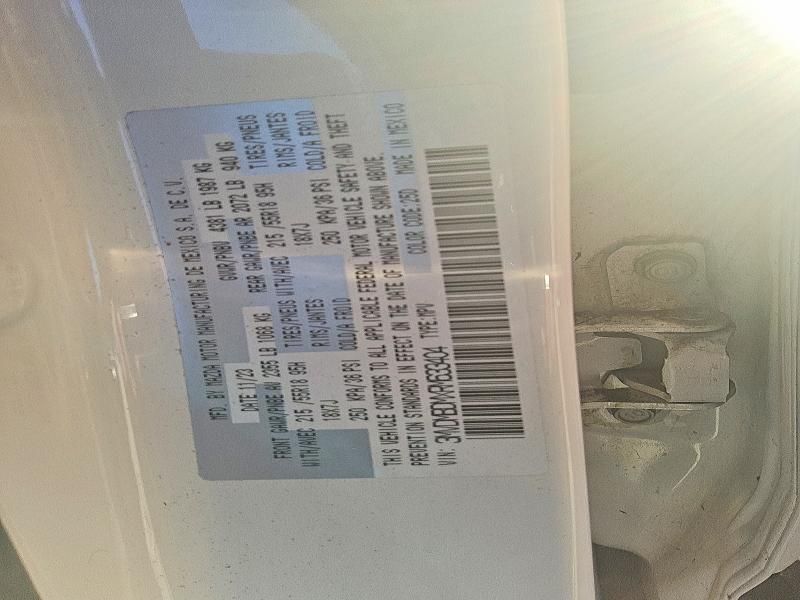 MFD. BY MAZDA MOTOR MANUFACTURING DE MEXICO S.A. DE C.V.
DATE 11/23 GVWR/PNBV 4381 LB 1987 KG
FRONT GAWR/PNBE AV 2355 LB 1068 KG REAR GAWR/PNBE AR 2072 LB 940 KG
WITH/AVEC 215 /55R18 95H TIRES/PNEUS WITH/AVEC 215 /55R18 95H TIRES/PNEUS
18X7J RIMS/JANTES 18X7J RIMS/JANTES
250 KPA/36 PSI COLD/A FROID 250 KPA/36 PSI COLD/A FROID
THIS VEHICLE CONFORMS TO ALL APPLICABLE FEDERAL MOTOR VEHICLE SAFETY AND THEFT
PREVENTION STANDARDS IN EFFECT ON THE DATE OF MANUFACTURE SHOWN ABOVE.
VIN: TYPE:MPV COLOR CODE:25D MADE IN MEXICO